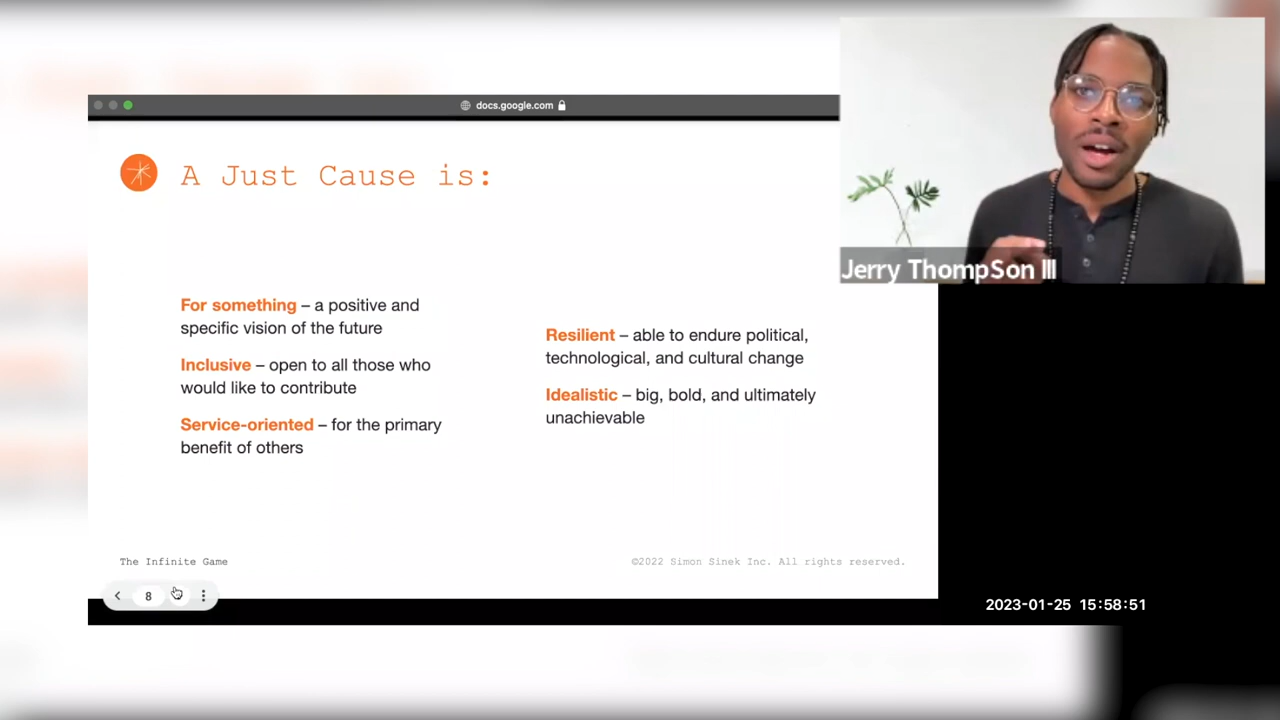 docs.google.com
A Just Cause is:
For something – a positive and
specific vision of the future
Inclusive – open to all those who
would like to contribute
Service-oriented – for the primary
benefit of others
Resilient – able to endure political,
technological, and cultural change
Idealistic – big, bold, and ultimately
unachievable
The Infinite Game
©2022 Simon Sinek Inc. All rights reserved.
8
Jerry ThompSon III
2023-01-25 15:58:51